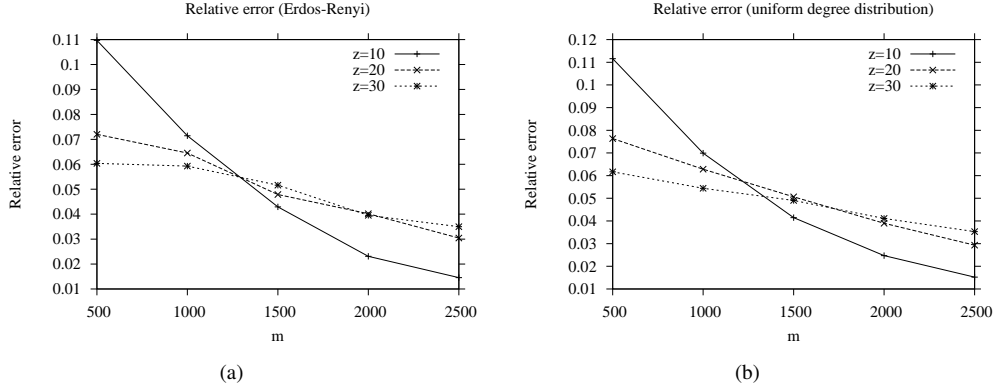 Relative error (Erdos-Renyi)
0.11
0.1
0.09
0.08
0.07
0.06
0.05
0.04
0.03
0.02
0.01
Relative error
z=10
z=20
z=30
500 1000 1500 2000 2500
m
(a)
Relative error (uniform degree distribution)
0.12
0.11
0.1
0.09
0.08
0.07
0.06
0.05
0.04
0.03
0.02
0.01
Relative error
z=10
z=20
z=30
500 1000 1500 2000 2500
m
(b)